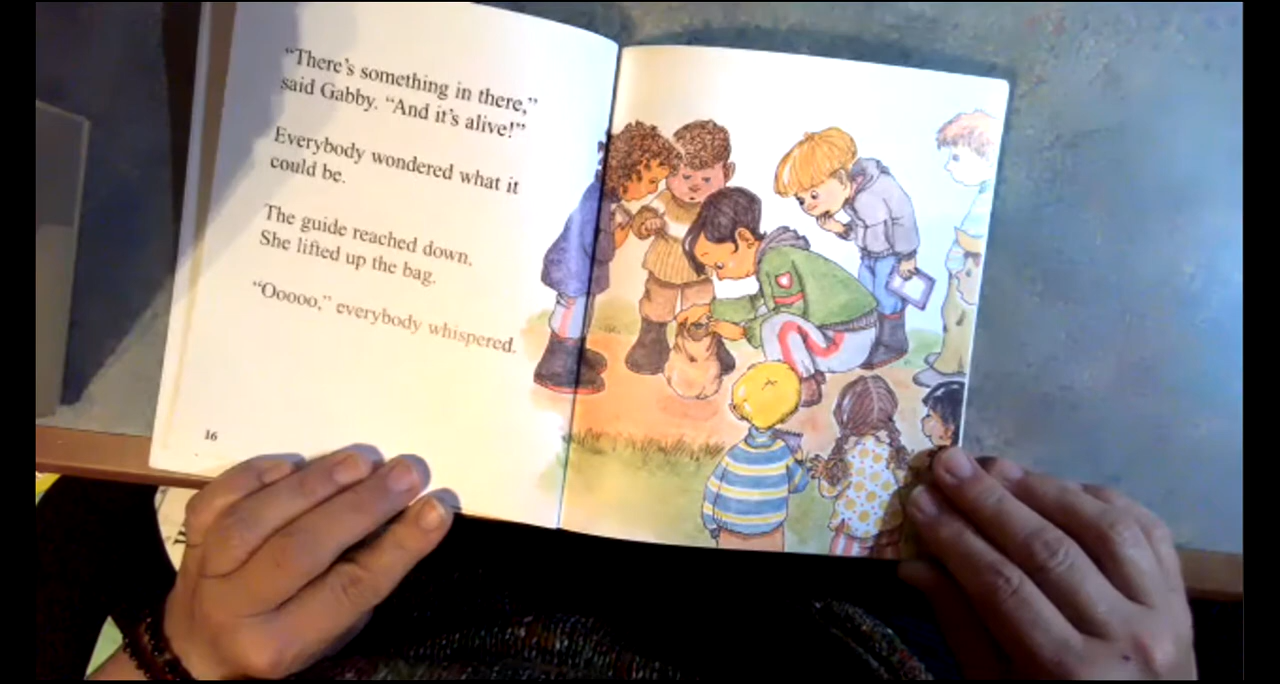 “There’s something in there,”
said Gabby. “And it’s alive!”
Everybody wondered what it
could be.
The guide reached down.
She lifted up the bag.
“Ooooo,” everybody whispered.
16